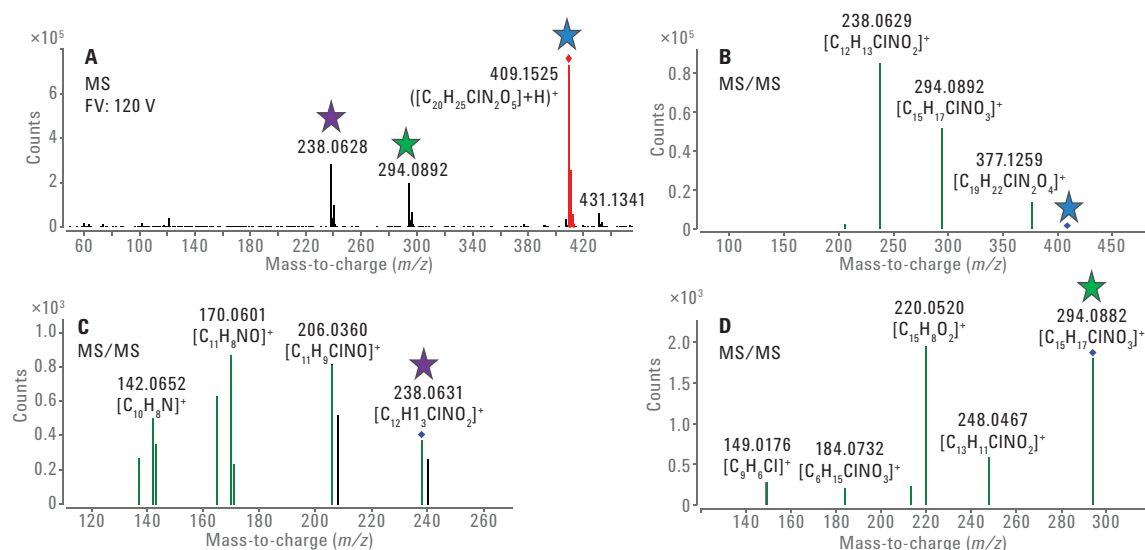 A
MS
FV: 120 V
×10⁵
6
4
2
0
Counts
238.0628
294.0892
409.1525
([C₂₀H₂₅ClN₂O₅]+H)⁺
431.1341
60 100 140 180 220 260 300 340 380 420
Mass-to-charge (m/z)
B
MS/MS
×10⁵
1.0
0.8
0.6
0.4
0.2
0
Counts
238.0629
[C₁₂H₁₃ClNO₂]⁺
294.0892
[C₁₅H₁₇ClNO₃]⁺
377.1259
[C₁₉H₂₂ClN₂O₄]⁺
100 150 200 250 300 350 400 450
Mass-to-charge (m/z)
C
MS/MS
×10³
1.0
0.8
0.6
0.4
0.2
0
Counts
142.0652
[C₁₀H₈N]⁺
170.0601
[C₁₁H₈NO]⁺
206.0360
[C₁₁H₉ClNO]⁺
238.0631
[C₁₂H1₃ClNO₂]⁺
120 140 160 180 200 220 240 260
Mass-to-charge (m/z)
D
MS/MS
×10³
2.0
1.5
1.0
0.5
0
Counts
149.0176
[C₉H₆Cl]⁺
184.0732
[C₆H₁₅ClNO₃]⁺
220.0520
[C₁₅H₈O₂]⁺
248.0467
[C₁₃H₁₁ClNO₂]⁺
294.0882
[C₁₅H₁₇ClNO₃]⁺
140 160 180 200 220 240 260 280 300
Mass-to-charge (m/z)